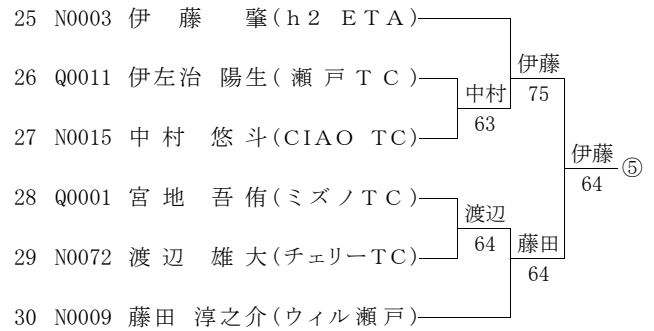 25 N0003 伊 藤 肇(h2 ETA)
伊藤
26 Q0011 伊左治 陽生(瀬戸TC)
中村 75
63
27 N0015 中村 悠斗(CIAO TC)
伊藤
64 ⑤
28 Q0001 宮地 吾侑(ミズノTC)
渡辺
64 藤田
29 N0072 渡辺 雄大(チェリーTC)
64
30 N0009 藤田 淳之介(ウィル瀬戸)